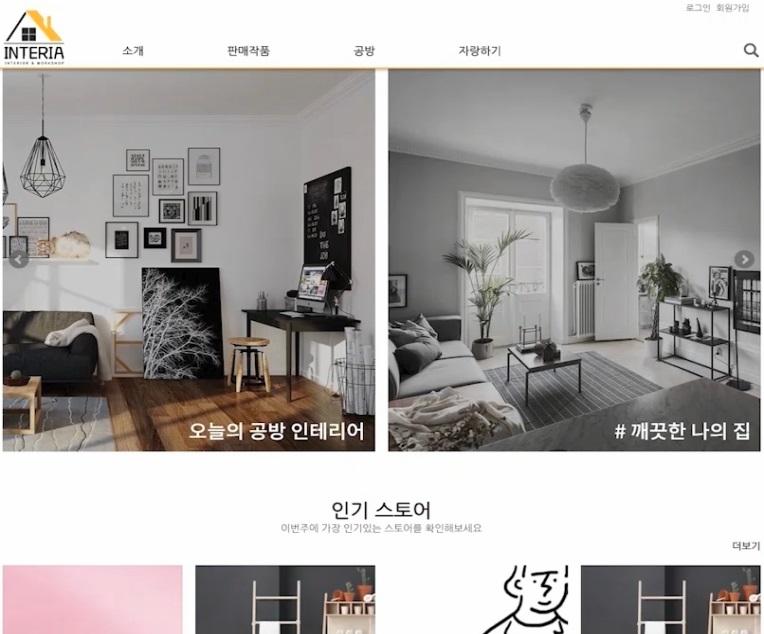 로그인 회원가입
INTERIA
INTERIOR & WORKSHOP
소개 판매작품 공방 자랑하기
오늘의 공방 인테리어
# 깨끗한 나의 집
인기 스토어
이번주에 가장 인기있는 스토어를 확인해보세요
더보기